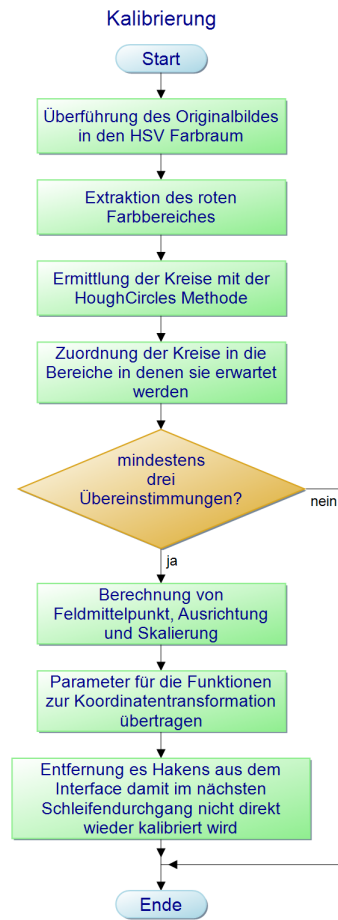 Kalibrierung
Start
Überführung des Originalbildes
in den HSV Farbraum
Extraktion des roten
Farbbereiches
Ermittlung der Kreise mit der
HoughCircles Methode
Zuordnung der Kreise in die
Bereiche in denen sie erwartet
werden
mindestens
drei
Übereinstimmungen?
nein
ja
Berechnung von
Feldmittelpunkt, Ausrichtung
und Skalierung
Parameter für die Funktionen
zur Koordinatentransformation
übertragen
Entfernung es Hakens aus dem
Interface damit im nächsten
Schleifendurchgang nicht direkt
wieder kalibriert wird
Ende